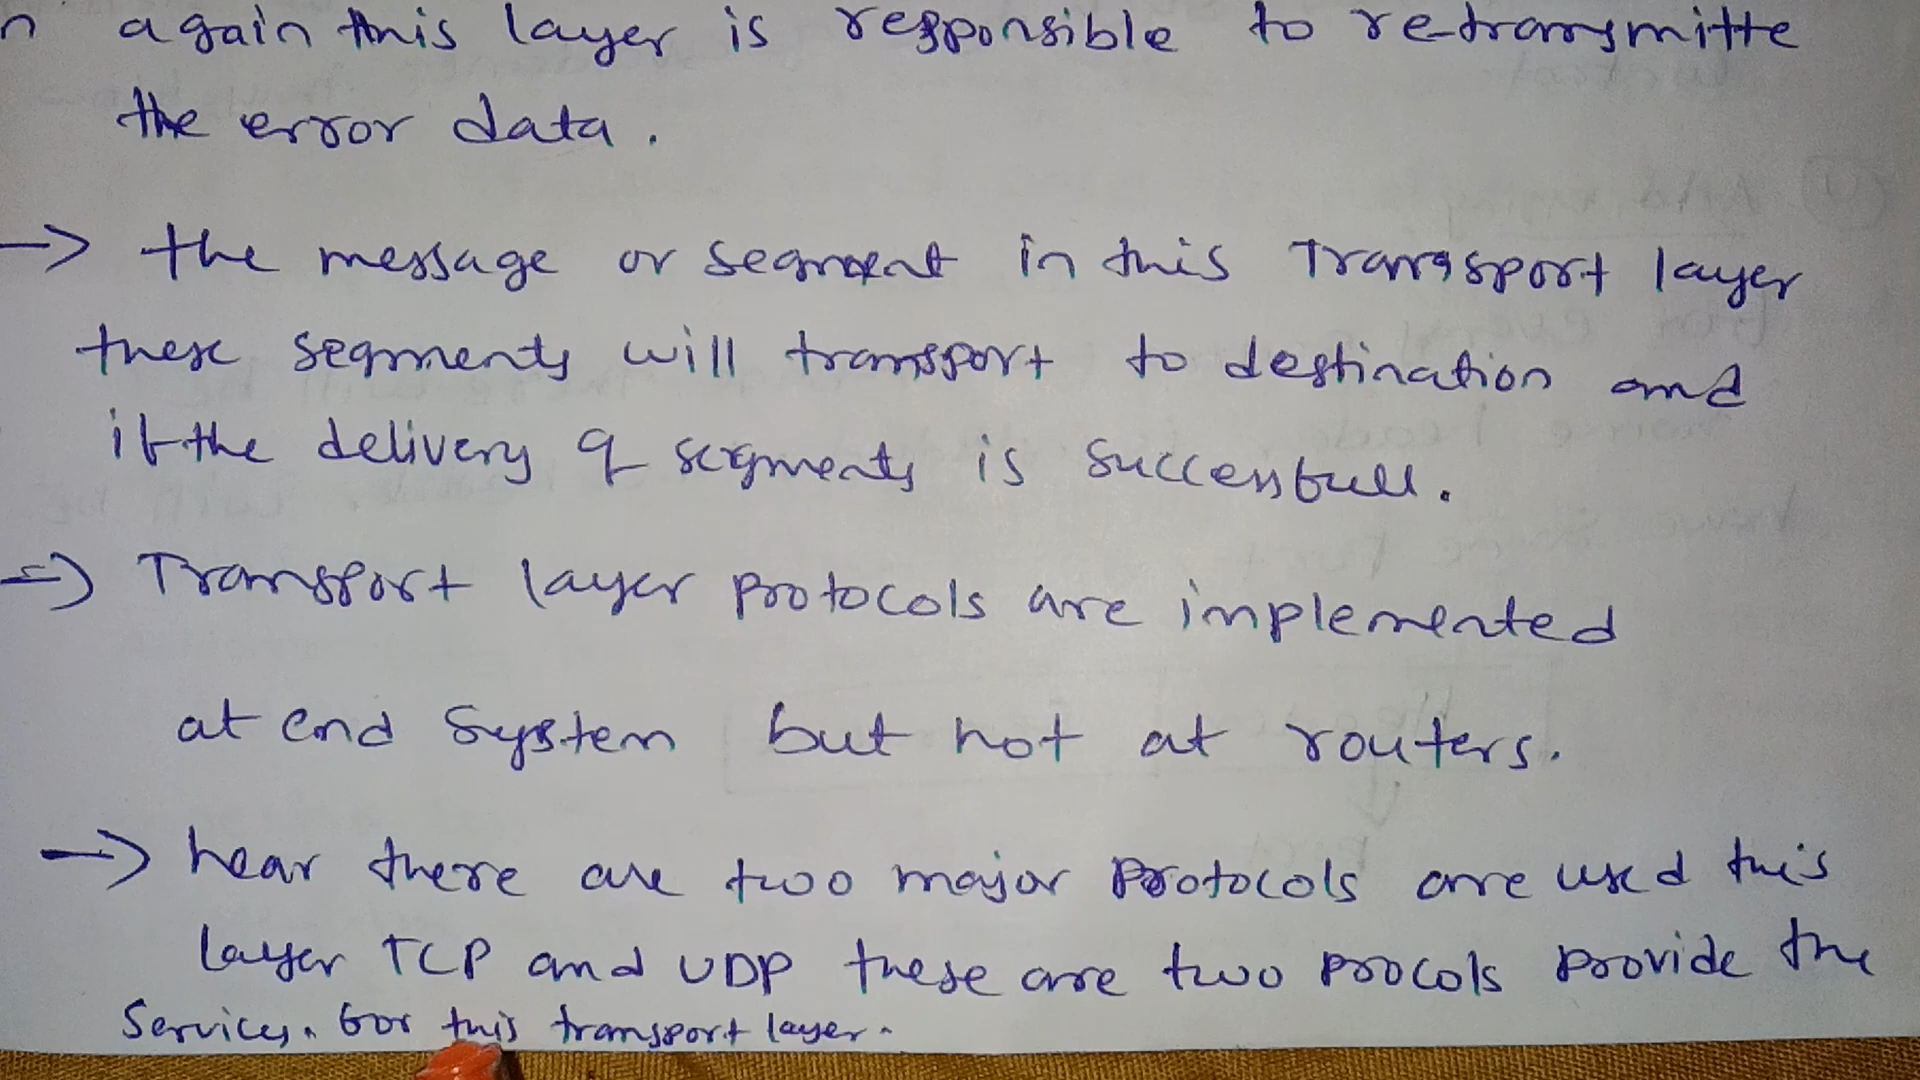 n again this layer is responsible to re-transmitte
the error data.
-> the message or segment in this Transport layer
these segments will transport to destination and
if the delivery of segments is successfull.
=> Transport layer protocols are implemented
at end System but not at routers.
-> hear there are two major protocols are used this
layer TCP and UDP these are two procols provide the
Services. for this transport layer.